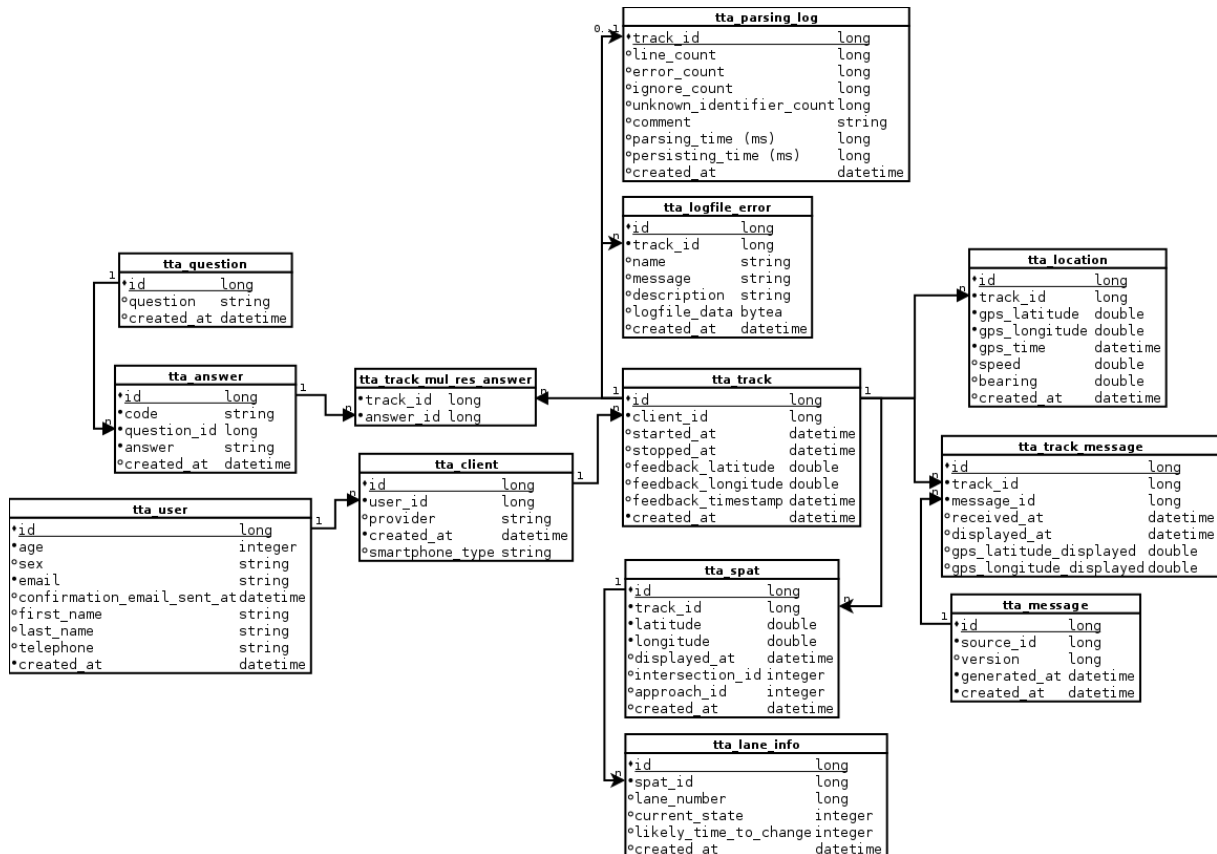 tta_parsing_log
0..1
track_id long
line_count long
error_count long
ignore_count long
unknown_identifier_count long
comment string
parsing_time (ms) long
persisting_time (ms) long
created_at datetime
tta_logfile_error
id long
n
track_id long
name string
message string
description string
logfile_data bytea
created_at datetime
tta_question
1
id long
question string
created_at datetime
tta_location
id long
n
track_id long
gps_latitude double
gps_longitude double
gps_time datetime
speed double
bearing double
created_at datetime
tta_answer
1
id long
code string
n
question_id long
answer string
created_at datetime
tta_track_mul_res_answer
n
track_id long
n
answer_id long
tta_track
1
id long
n
client_id long
started_at datetime
stopped_at datetime
feedback_latitude double
feedback_longitude double
feedback_timestamp datetime
created_at datetime
tta_client
1
id long
n
user_id long
provider string
created_at datetime
smartphone_type string
tta_track_message
id long
n
track_id long
n
message_id long
received_at datetime
displayed_at datetime
gps_latitude_displayed double
gps_longitude_displayed double
tta_user
1
id long
age integer
sex string
email string
confirmation_email_sent_at datetime
first_name string
last_name string
telephone string
created_at datetime
tta_spat
1
id long
n
track_id long
latitude double
longitude double
displayed_at datetime
intersection_id integer
approach_id integer
created_at datetime
tta_message
1
id long
source_id long
version long
generated_at datetime
created_at datetime
tta_lane_info
id long
n
spat_id long
lane_number long
current_state integer
likely_time_to_change integer
created_at datetime